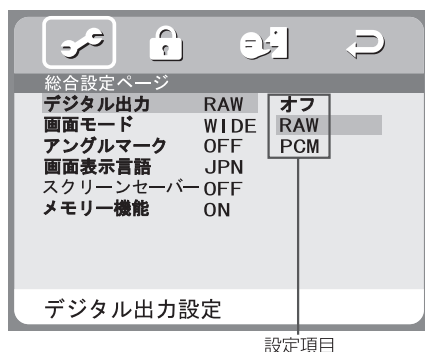 総合設定ページ
デジタル出力 RAW オフ
画面モード WIDE RAW
アングルマーク OFF PCM
画面表示言語 JPN
スクリーンセーバー OFF
メモリー機能 ON
デジタル出力設定
設定項目